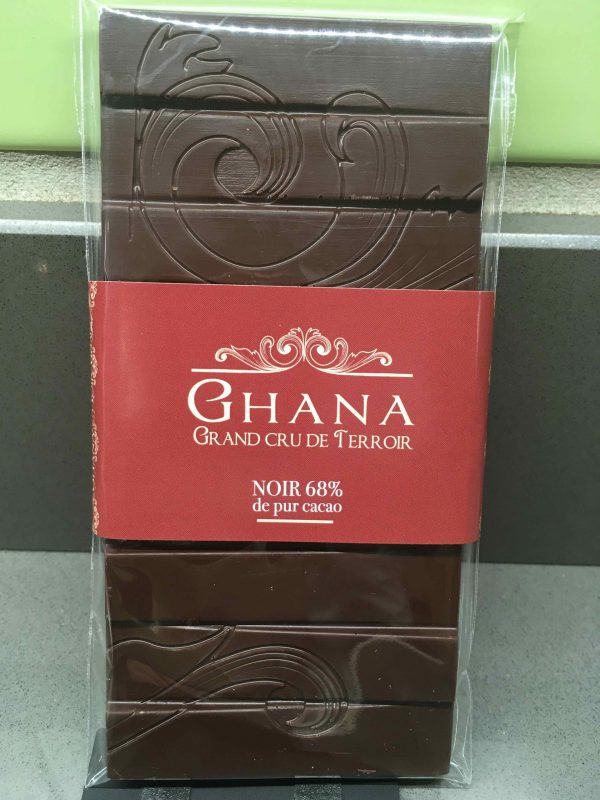 GHANA
GRAND CRU DE TERROIR
NOIR 68%
de pur cacao